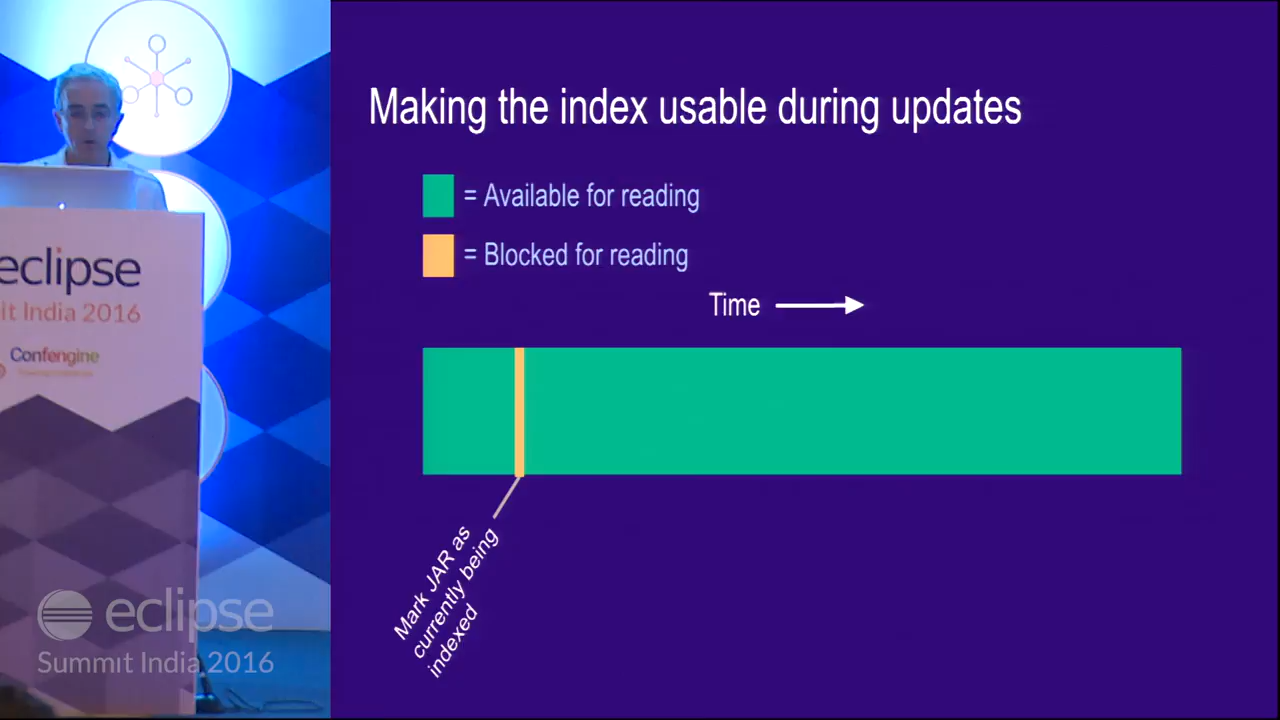 Making the index usable during updates
= Available for reading
= Blocked for reading
Time
Mark JAR as
currently being
indexed
eclipse
it India 2016
Confengine
eclipse
Summit India 2016